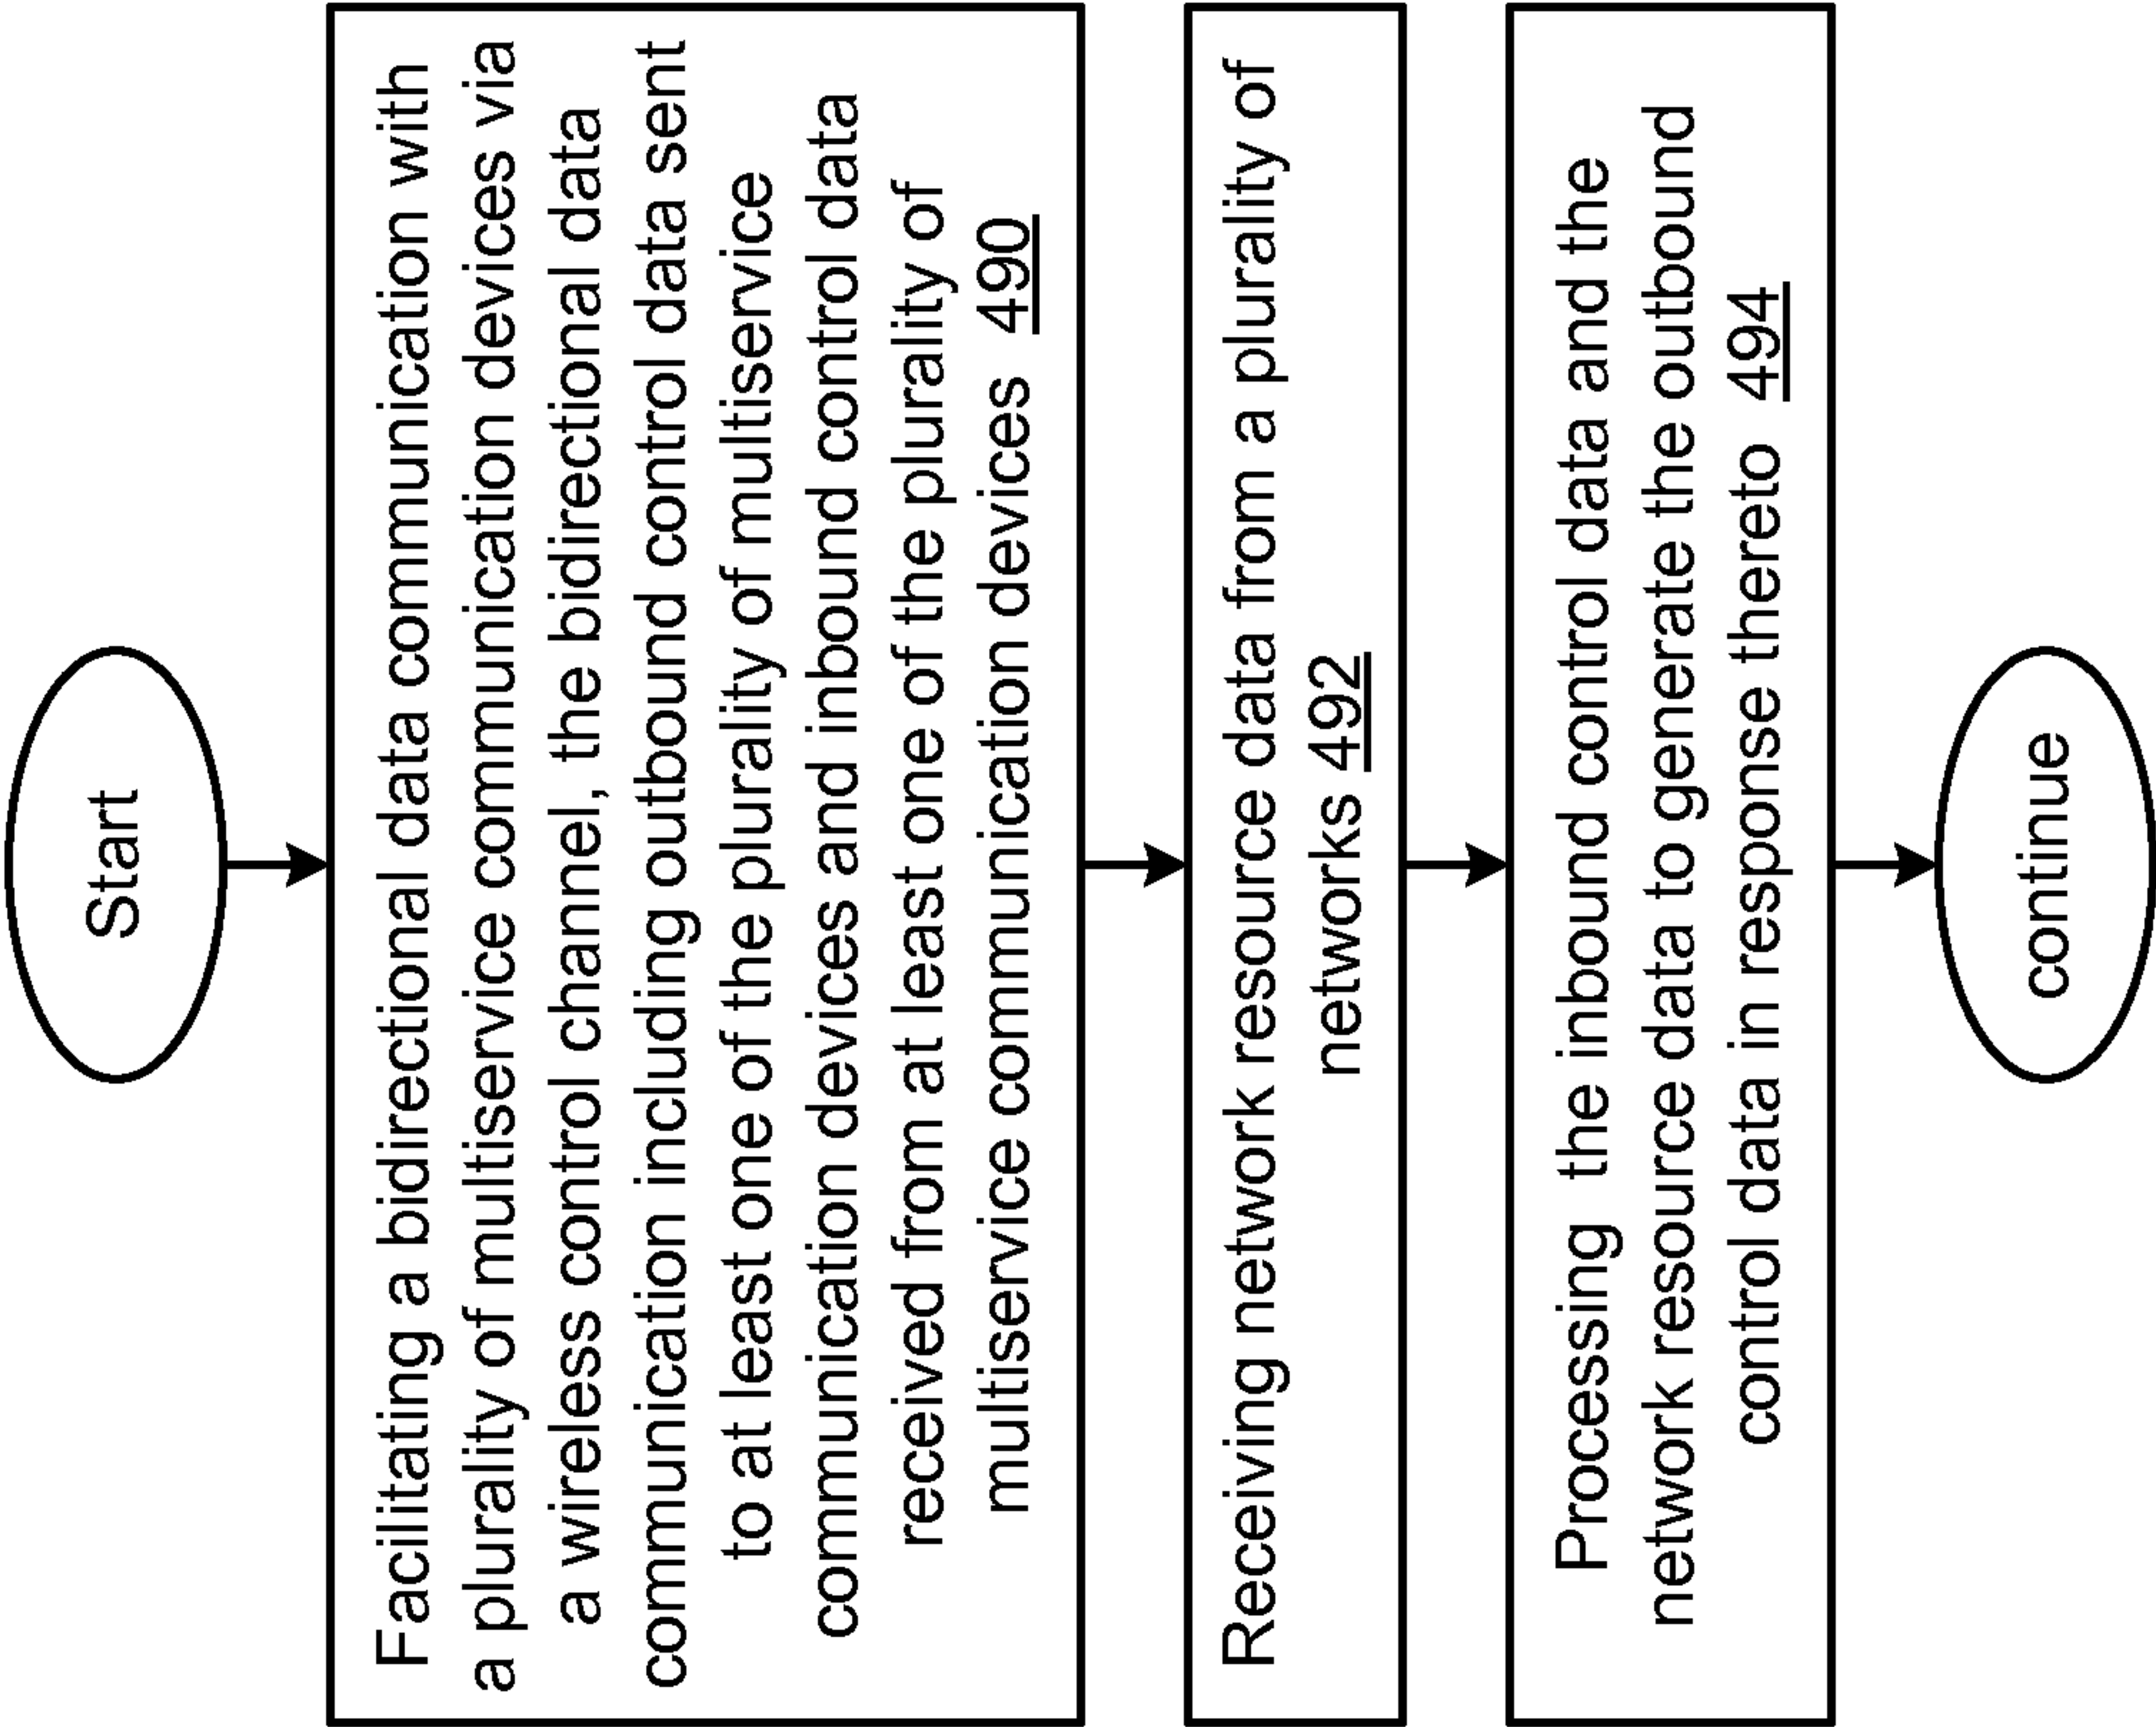 Start
Facilitating a bidirectional data communication with
a plurality of multiservice communication devices via
a wireless control channel, the bidirectional data
communication including outbound control data sent
to at least one of the plurality of multiservice
communication devices and inbound control data
received from at least one of the plurality of
multiservice communication devices 490
Receiving network resource data from a plurality of
networks 492
Processing the inbound control data and the
network resource data to generate the outbound
control data in response thereto 494
continue